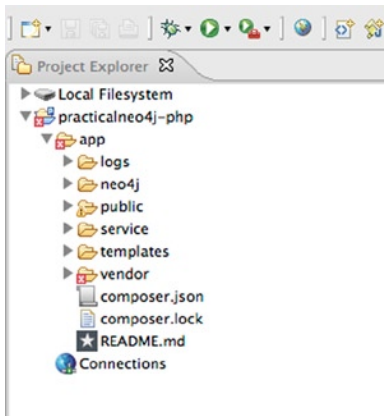 Project Explorer
Local Filesystem
practicalneo4j-php
app
logs
neo4j
public
service
templates
vendor
composer.json
composer.lock
README.md
Connections